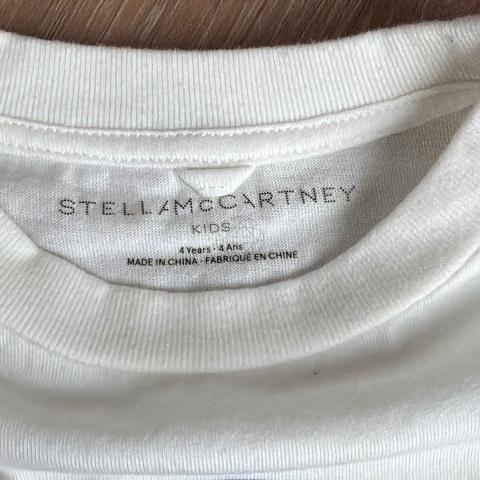 STELLAMcCARTNEY
KIDS
4 Years · 4 Ans
MADE IN CHINA · FABRIQUÉ EN CHINE